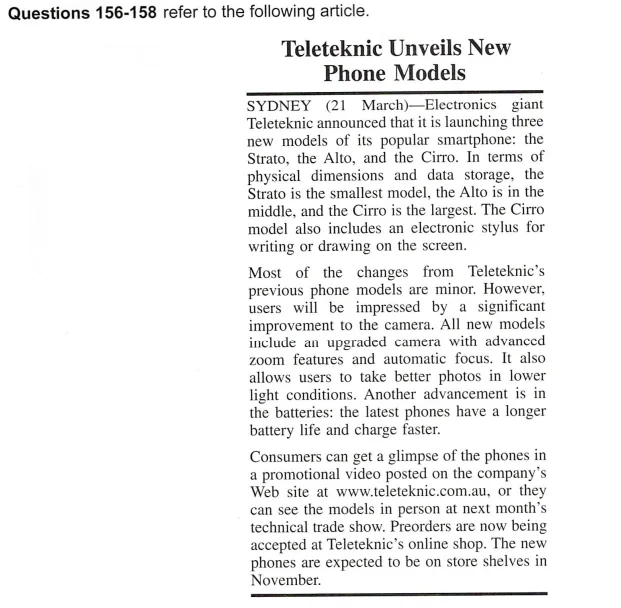 Questions 156-158 refer to the following article.
Teleteknic Unveils New
Phone Models
SYDNEY (21 March)—Electronics giant
Teleteknic announced that it is launching three
new models of its popular smartphone: the
Strato, the Alto, and the Cirro. In terms of
physical dimensions and data storage, the
Strato is the smallest model, the Alto is in the
middle, and the Cirro is the largest. The Cirro
model also includes an electronic stylus for
writing or drawing on the screen.
Most of the changes from Teleteknic's
previous phone models are minor. However,
users will be impressed by a significant
improvement to the camera. All new models
include an upgraded camera with advanced
zoom features and automatic focus. It also
allows users to take better photos in lower
light conditions. Another advancement is in
the batteries: the latest phones have a longer
battery life and charge faster.
Consumers can get a glimpse of the phones in
a promotional video posted on the company's
Web site at www.teleteknic.com.au, or they
can see the models in person at next month's
technical trade show. Preorders are now being
accepted at Teleteknic's online shop. The new
phones are expected to be on store shelves in
November.